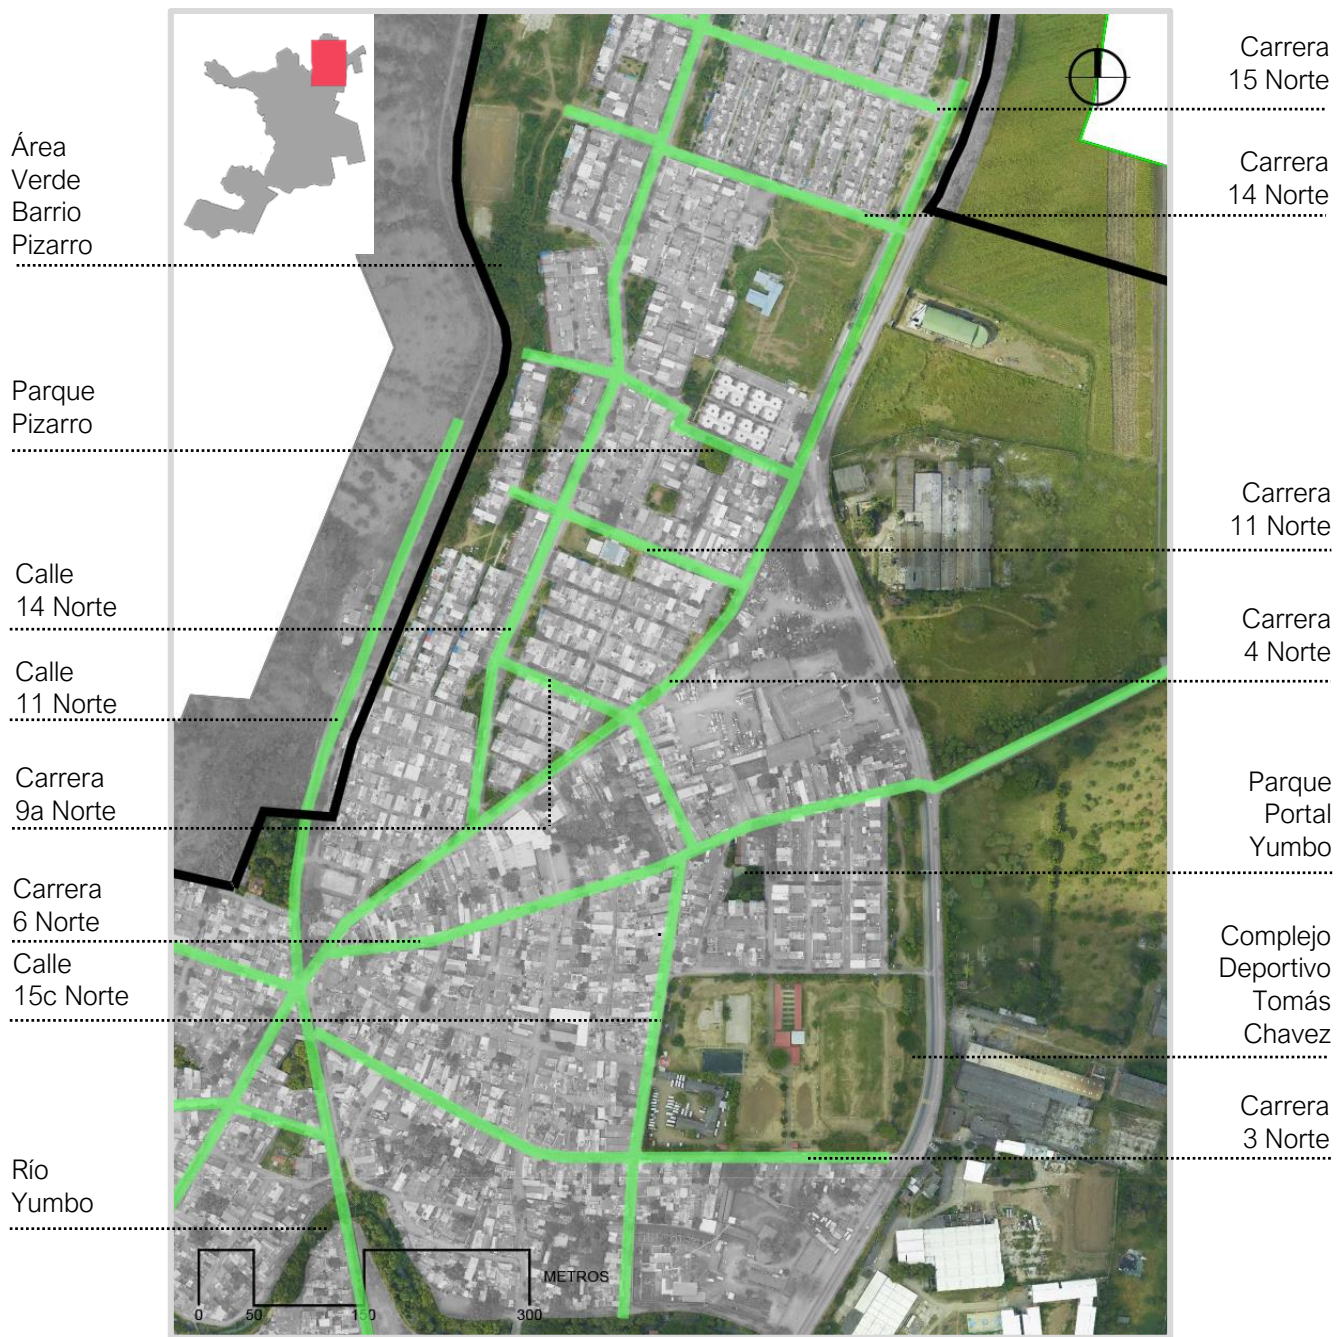 Área
Verde
Barrio
Pizarro
Parque
Pizarro
Calle
14 Norte
Calle
11 Norte
Carrera
9a Norte
Carrera
6 Norte
Calle
15c Norte
Río
Yumbo
Carrera
15 Norte
Carrera
14 Norte
Carrera
11 Norte
Carrera
4 Norte
Parque
Portal
Yumbo
Complejo
Deportivo
Tomás
Chavez
Carrera
3 Norte
METROS
0 50 150 300